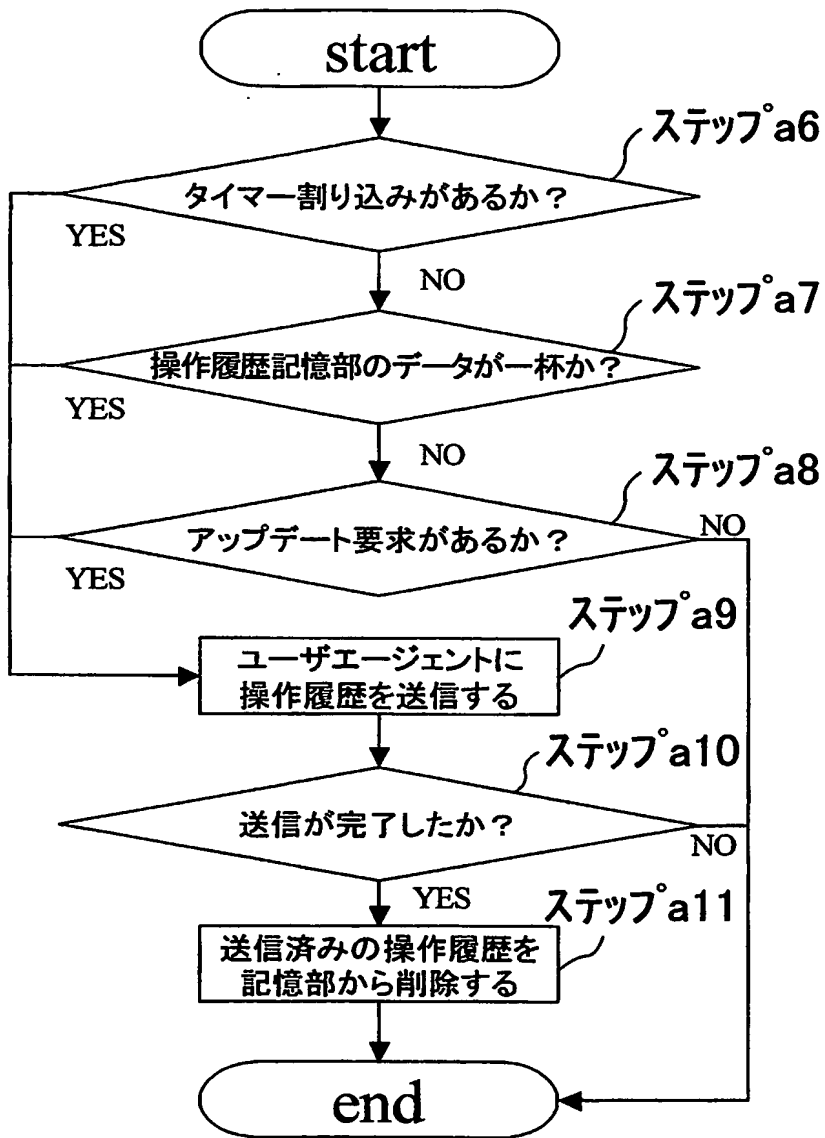 start
ステップa6
タイマー割り込みがあるか？
YES
NO
ステップa7
操作履歴記憶部のデータが一杯か？
YES
NO
ステップa8
アップデート要求があるか？
NO
YES
ステップa9
ユーザエージェントに
操作履歴を送信する
ステップa10
送信が完了したか？
NO
YES
ステップa11
送信済みの操作履歴を
記憶部から削除する
end